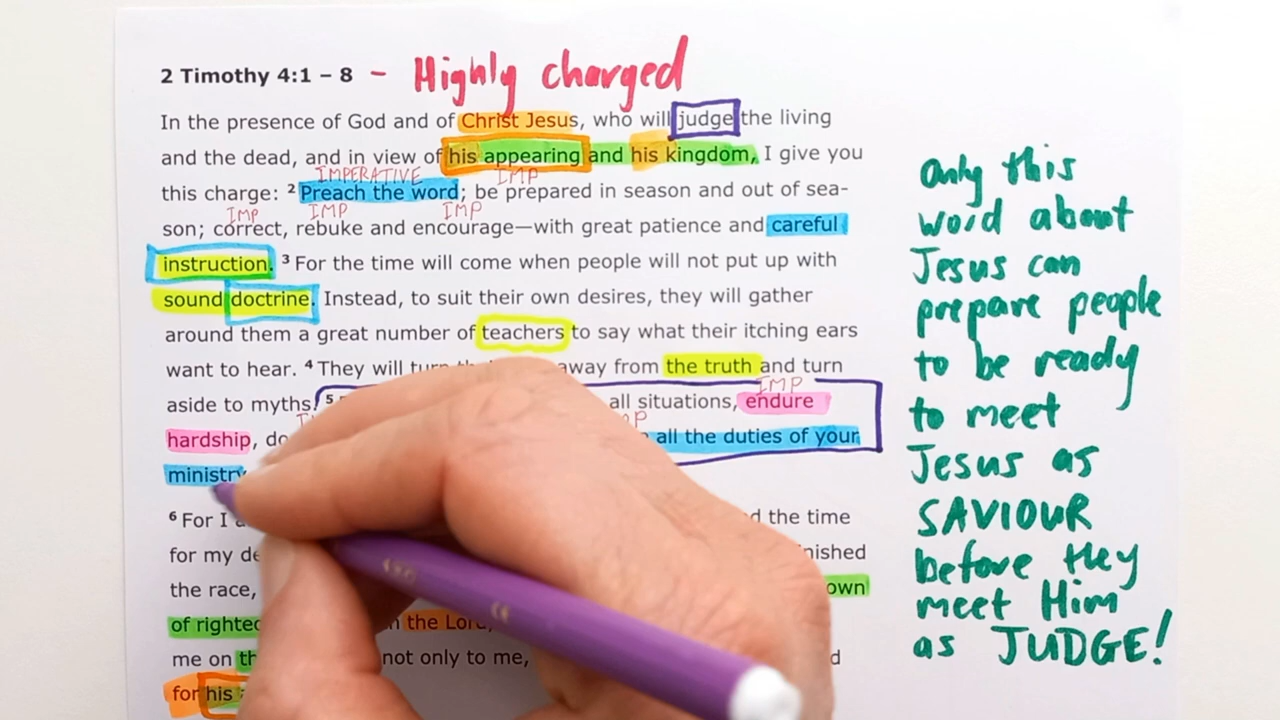 2 Timothy 4:1 – 8 – Highly charged
In the presence of God and of Christ Jesus, who will judge the living
and the dead, and in view of his appearing and his kingdom, I give you
IMPERATIVE IMP
this charge: ² Preach the word; be prepared in season and out of sea-
IMP IMP IMP
son; correct, rebuke and encourage—with great patience and careful
instruction. ³ For the time will come when people will not put up with
sound doctrine. Instead, to suit their own desires, they will gather
around them a great number of teachers to say what their itching ears
want to hear. ⁴ They will turn away from the truth and turn
IMP
aside to myths. ⁵ all situations, endure
hardship, all the duties of your
ministry
⁶ For I the time
for my
the race,
of the Lord,
me on not only to me,
for his
Only this
word about
Jesus can
prepare people
to be ready
to meet
Jesus as
SAVIOUR
before they
meet Him
as JUDGE!